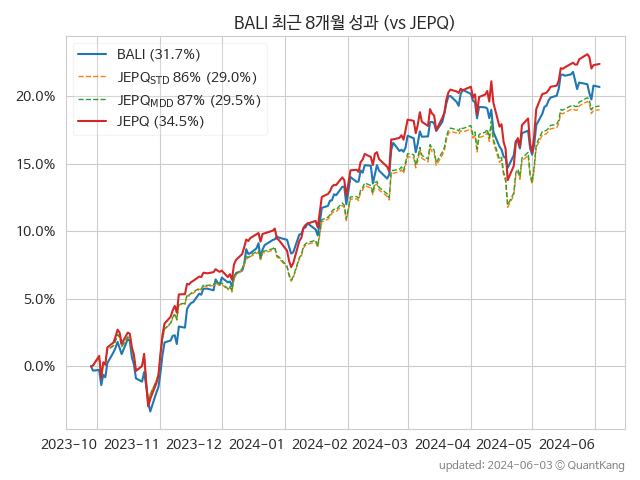 BALI 최근 8개월 성과 (vs JEPQ)
BALI (31.7%)
JEPQSTD 86% (29.0%)
JEPQMDD 87% (29.5%)
JEPQ (34.5%)
20.0%
15.0%
10.0%
5.0%
0.0%
2023-10 2023-11 2023-12 2024-01 2024-02 2024-03 2024-04 2024-05 2024-06
updated: 2024-06-03 © QuantKang